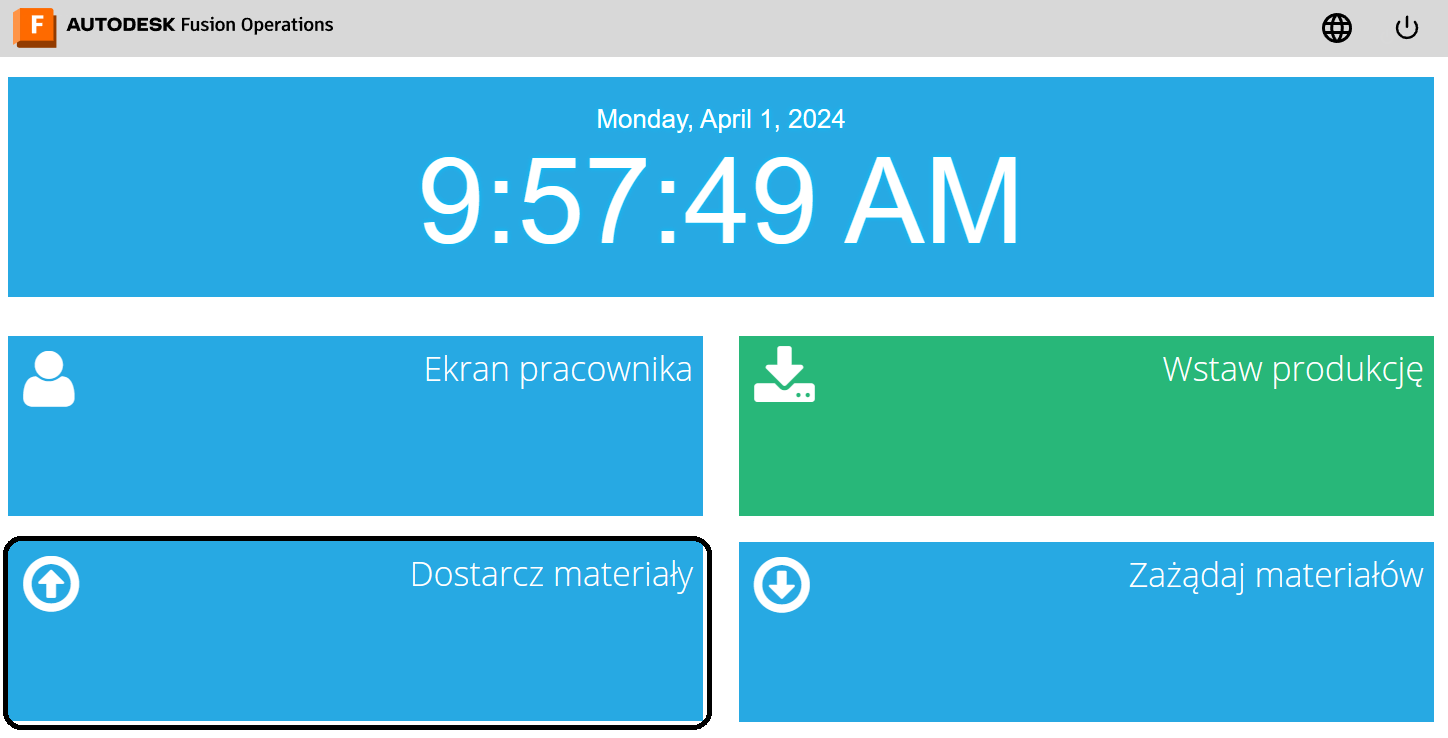 F AUTODESK Fusion Operations
Monday, April 1, 2024
9:57:49 AM
Ekran pracownika
Wstaw produkcję
Dostarcz materiały
Zażądaj materiałów